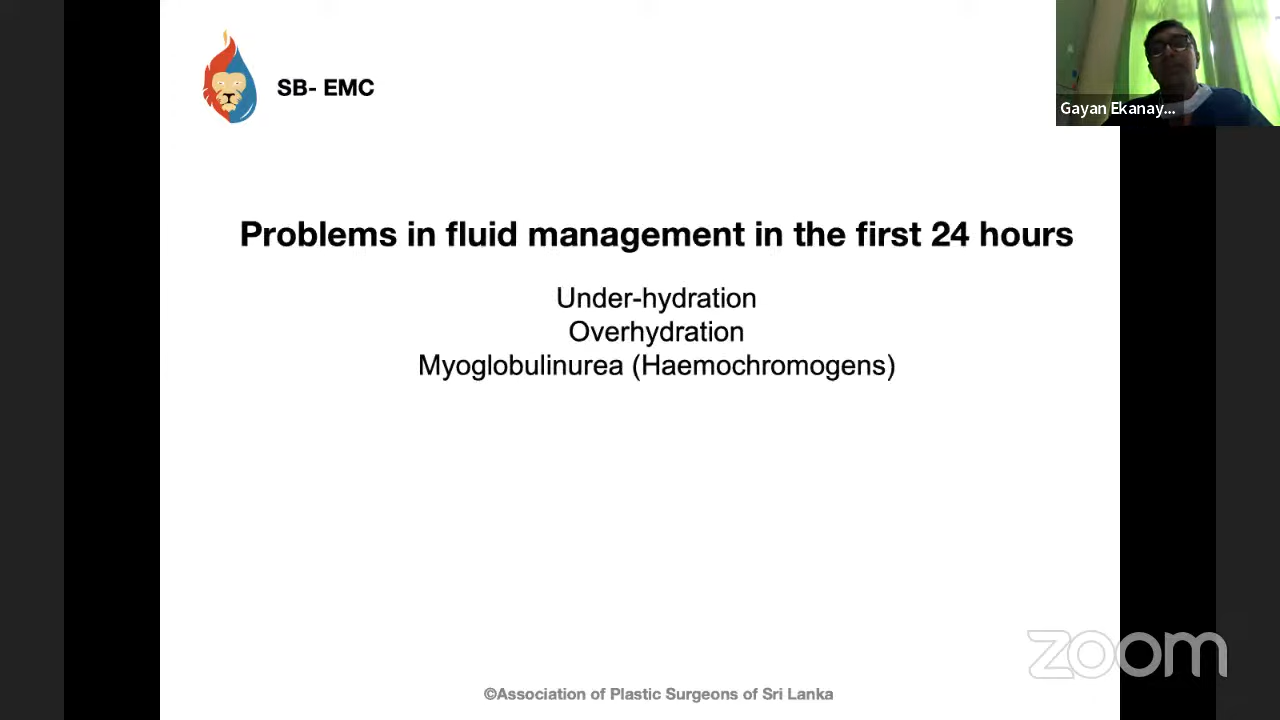 SB- EMC
Gayan Ekanay...
Problems in fluid management in the first 24 hours
Under-hydration
Overhydration
Myoglobulinurea (Haemochromogens)
zoom
©Association of Plastic Surgeons of Sri Lanka